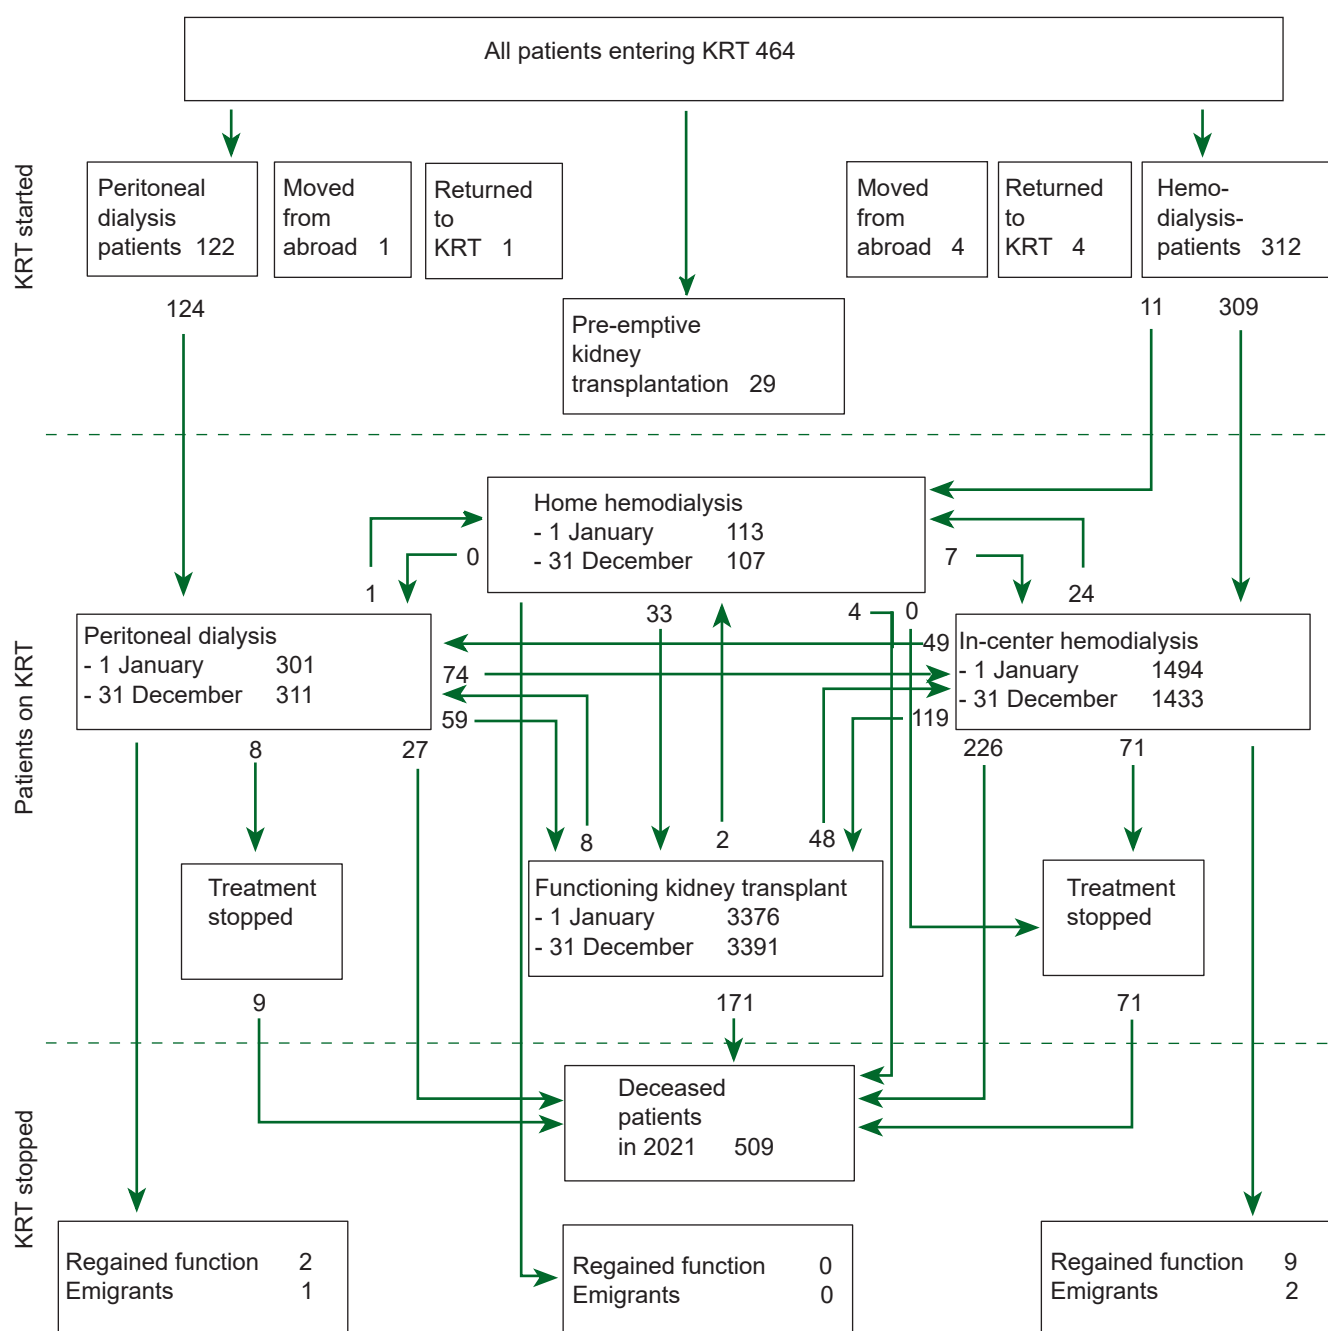 All patients entering KRT 464
KRT started
Peritoneal
dialysis
patients 122
Moved
from
abroad 1
Returned
to
KRT 1
Moved
from
abroad 4
Returned
to
KRT 4
Hemo-
dialysis-
patients 312
124
11
309
Pre-emptive
kidney
transplantation 29
Patients on KRT
Home hemodialysis
- 1 January 113
- 31 December 107
0
7
1
24
33
4
0
Peritoneal dialysis
- 1 January 301
- 31 December 311
49
74
59
In-center hemodialysis
- 1 January 1494
- 31 December 1433
119
8
27
226
71
8
2
48
Treatment
stopped
Functioning kidney transplant
- 1 January 3376
- 31 December 3391
Treatment
stopped
9
171
71
KRT stopped
Deceased
patients
in 2021 509
Regained function 2
Emigrants 1
Regained function 0
Emigrants 0
Regained function 9
Emigrants 2